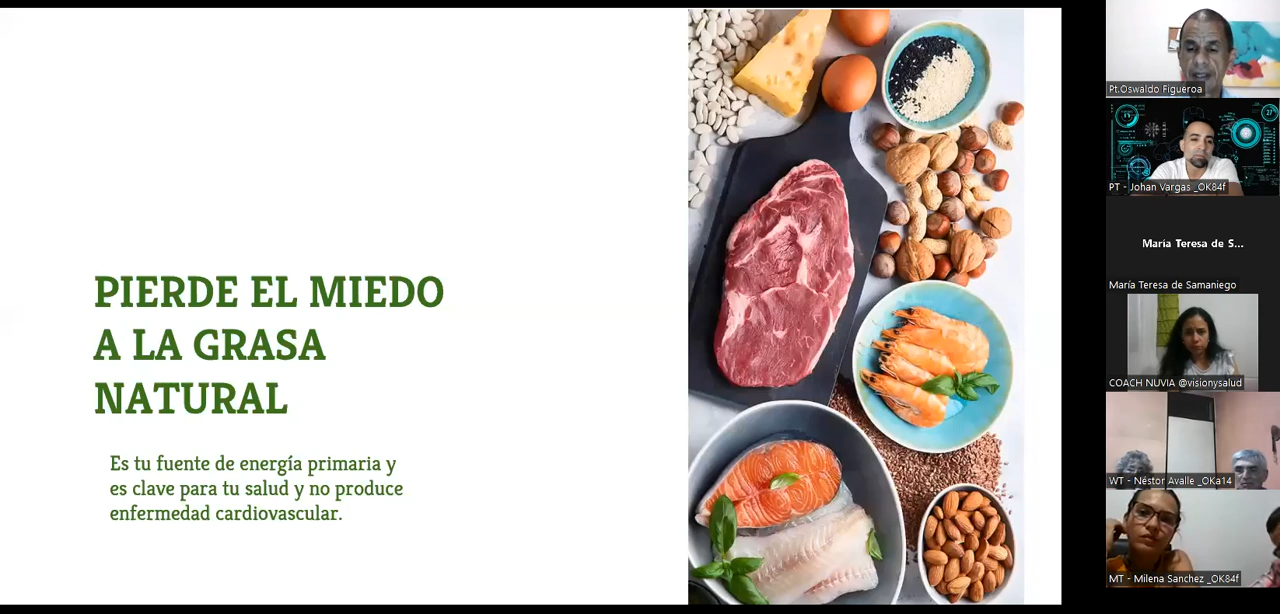 PIERDE EL MIEDO
A LA GRASA
NATURAL
Es tu fuente de energía primaria y
es clave para tu salud y no produce
enfermedad cardiovascular.
Pt.Oswaldo Figueroa
27
PT - Johan Vargas _OK84f
María Teresa de S...
María Teresa de Samaniego
COACH NUVIA @visionysalud
WT - Néstor Avalle _OKa14
MT - Milena Sanchez _OK84f